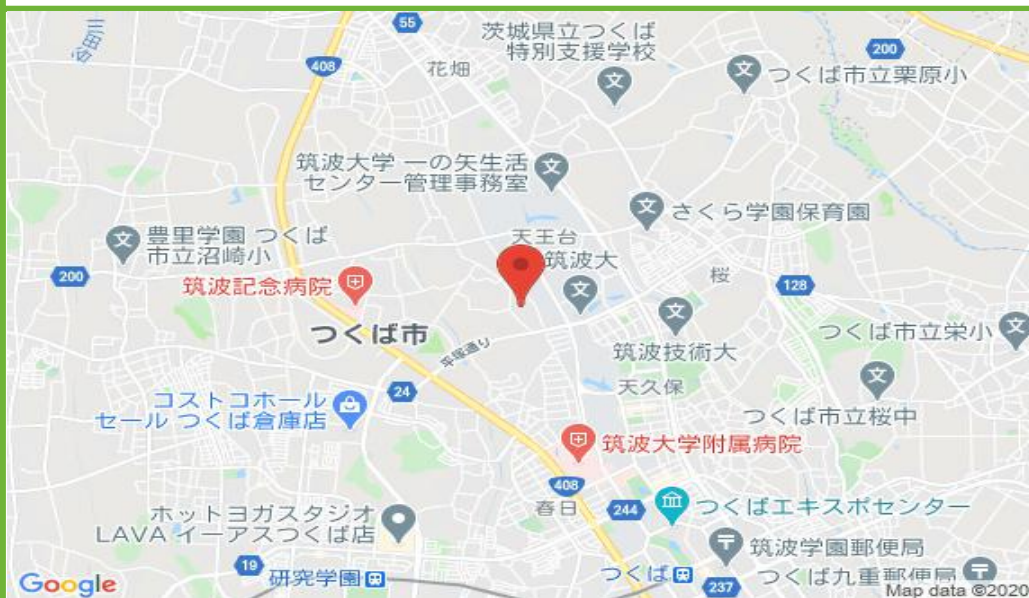 55
茨城県立つくば
特別支援学校
200
408
花畑
つくば市立栗原小
筑波大学 一の矢生活
センター管理事務室
さくら学園保育園
豊里学園 つくば
市立沼崎小
天王台
筑波大
桜
200
筑波記念病院
128
つくば市
平塚通り
筑波技術大
つくば市立栄小
24
天久保
コストコホール
セール つくば倉庫店
つくば市立桜中
筑波大学附属病院
408
春日
244
つくばエキスポセンター
ホットヨガスタジオ
LAVA イーアスつくば店
筑波学園郵便局
19
研究学園
つくば
237
つくば九重郵便局
Google
Map data ©2020